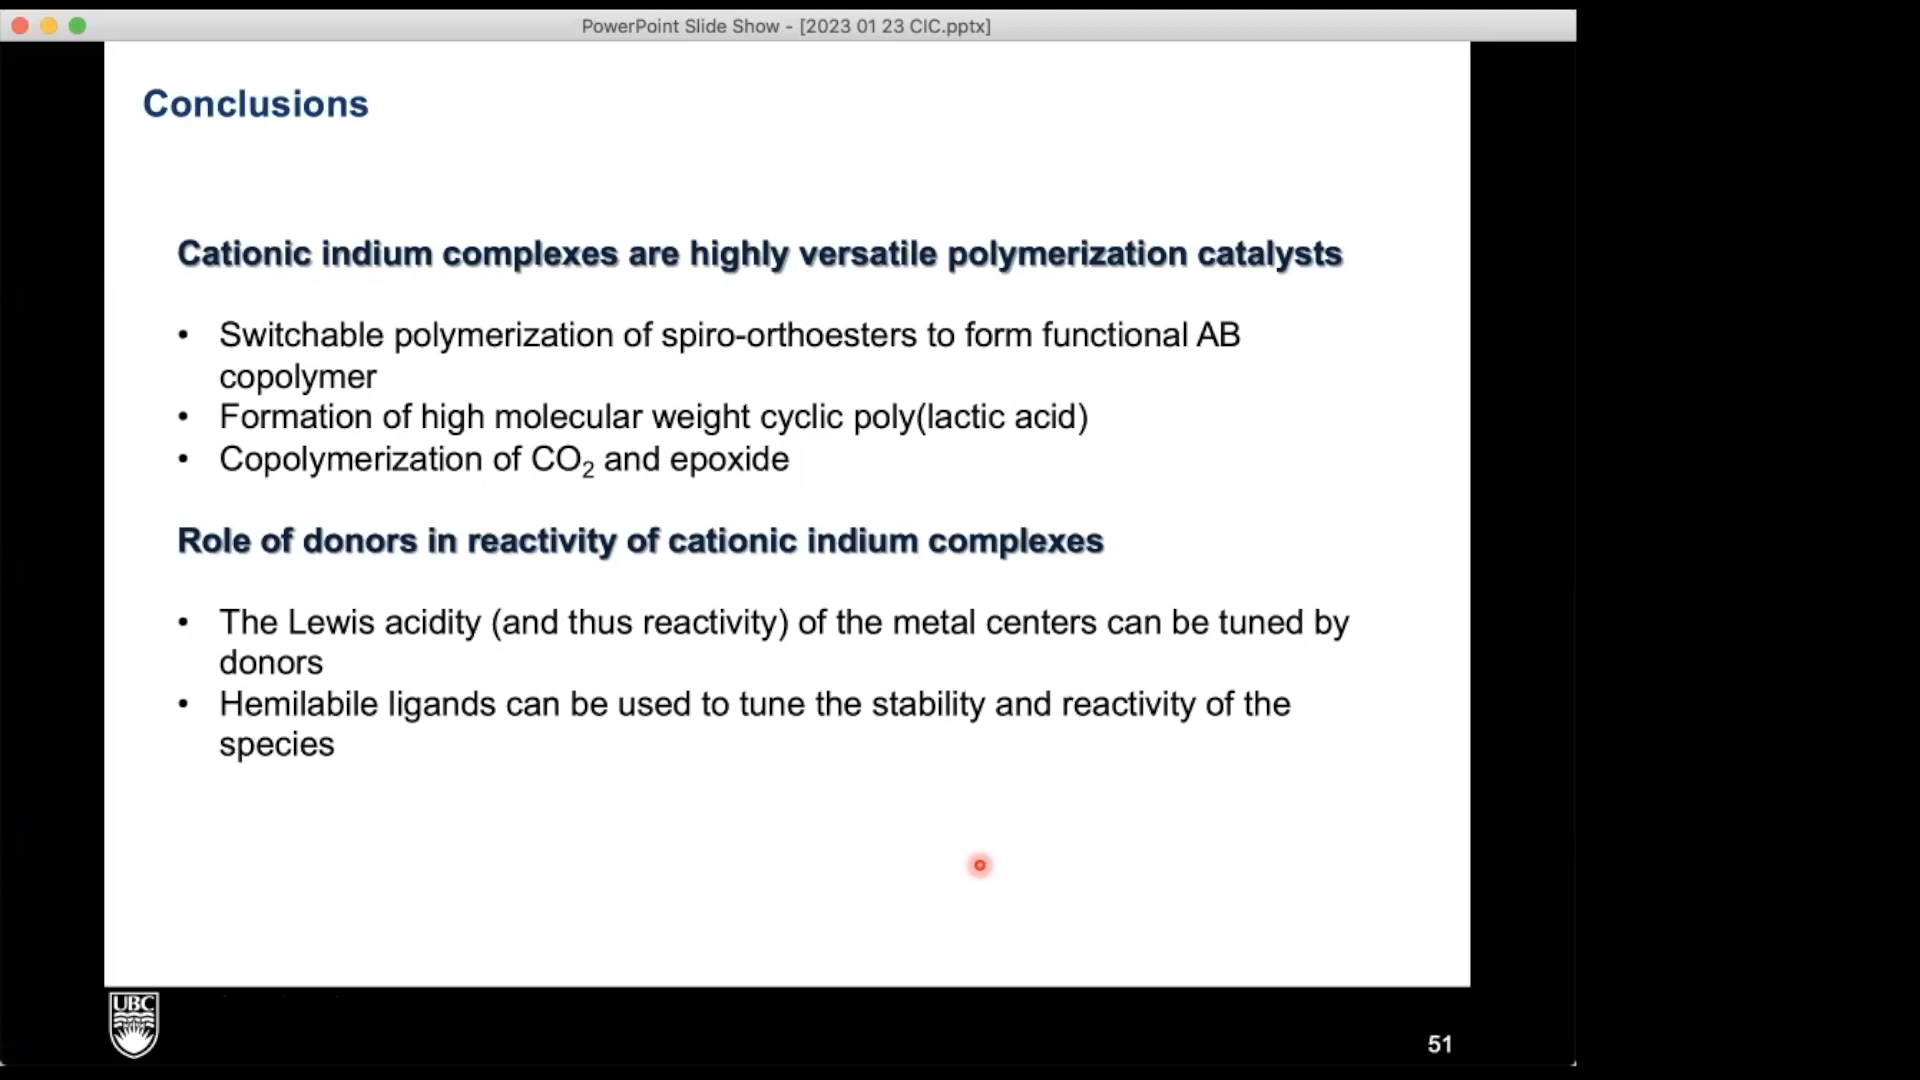 PowerPoint Slide Show - [2023 01 23 CIC.pptx]
Conclusions
Cationic indium complexes are highly versatile polymerization catalysts
• Switchable polymerization of spiro-orthoesters to form functional AB
copolymer
• Formation of high molecular weight cyclic poly(lactic acid)
• Copolymerization of CO₂ and epoxide
Role of donors in reactivity of cationic indium complexes
• The Lewis acidity (and thus reactivity) of the metal centers can be tuned by
donors
• Hemilabile ligands can be used to tune the stability and reactivity of the
species
UBC
51